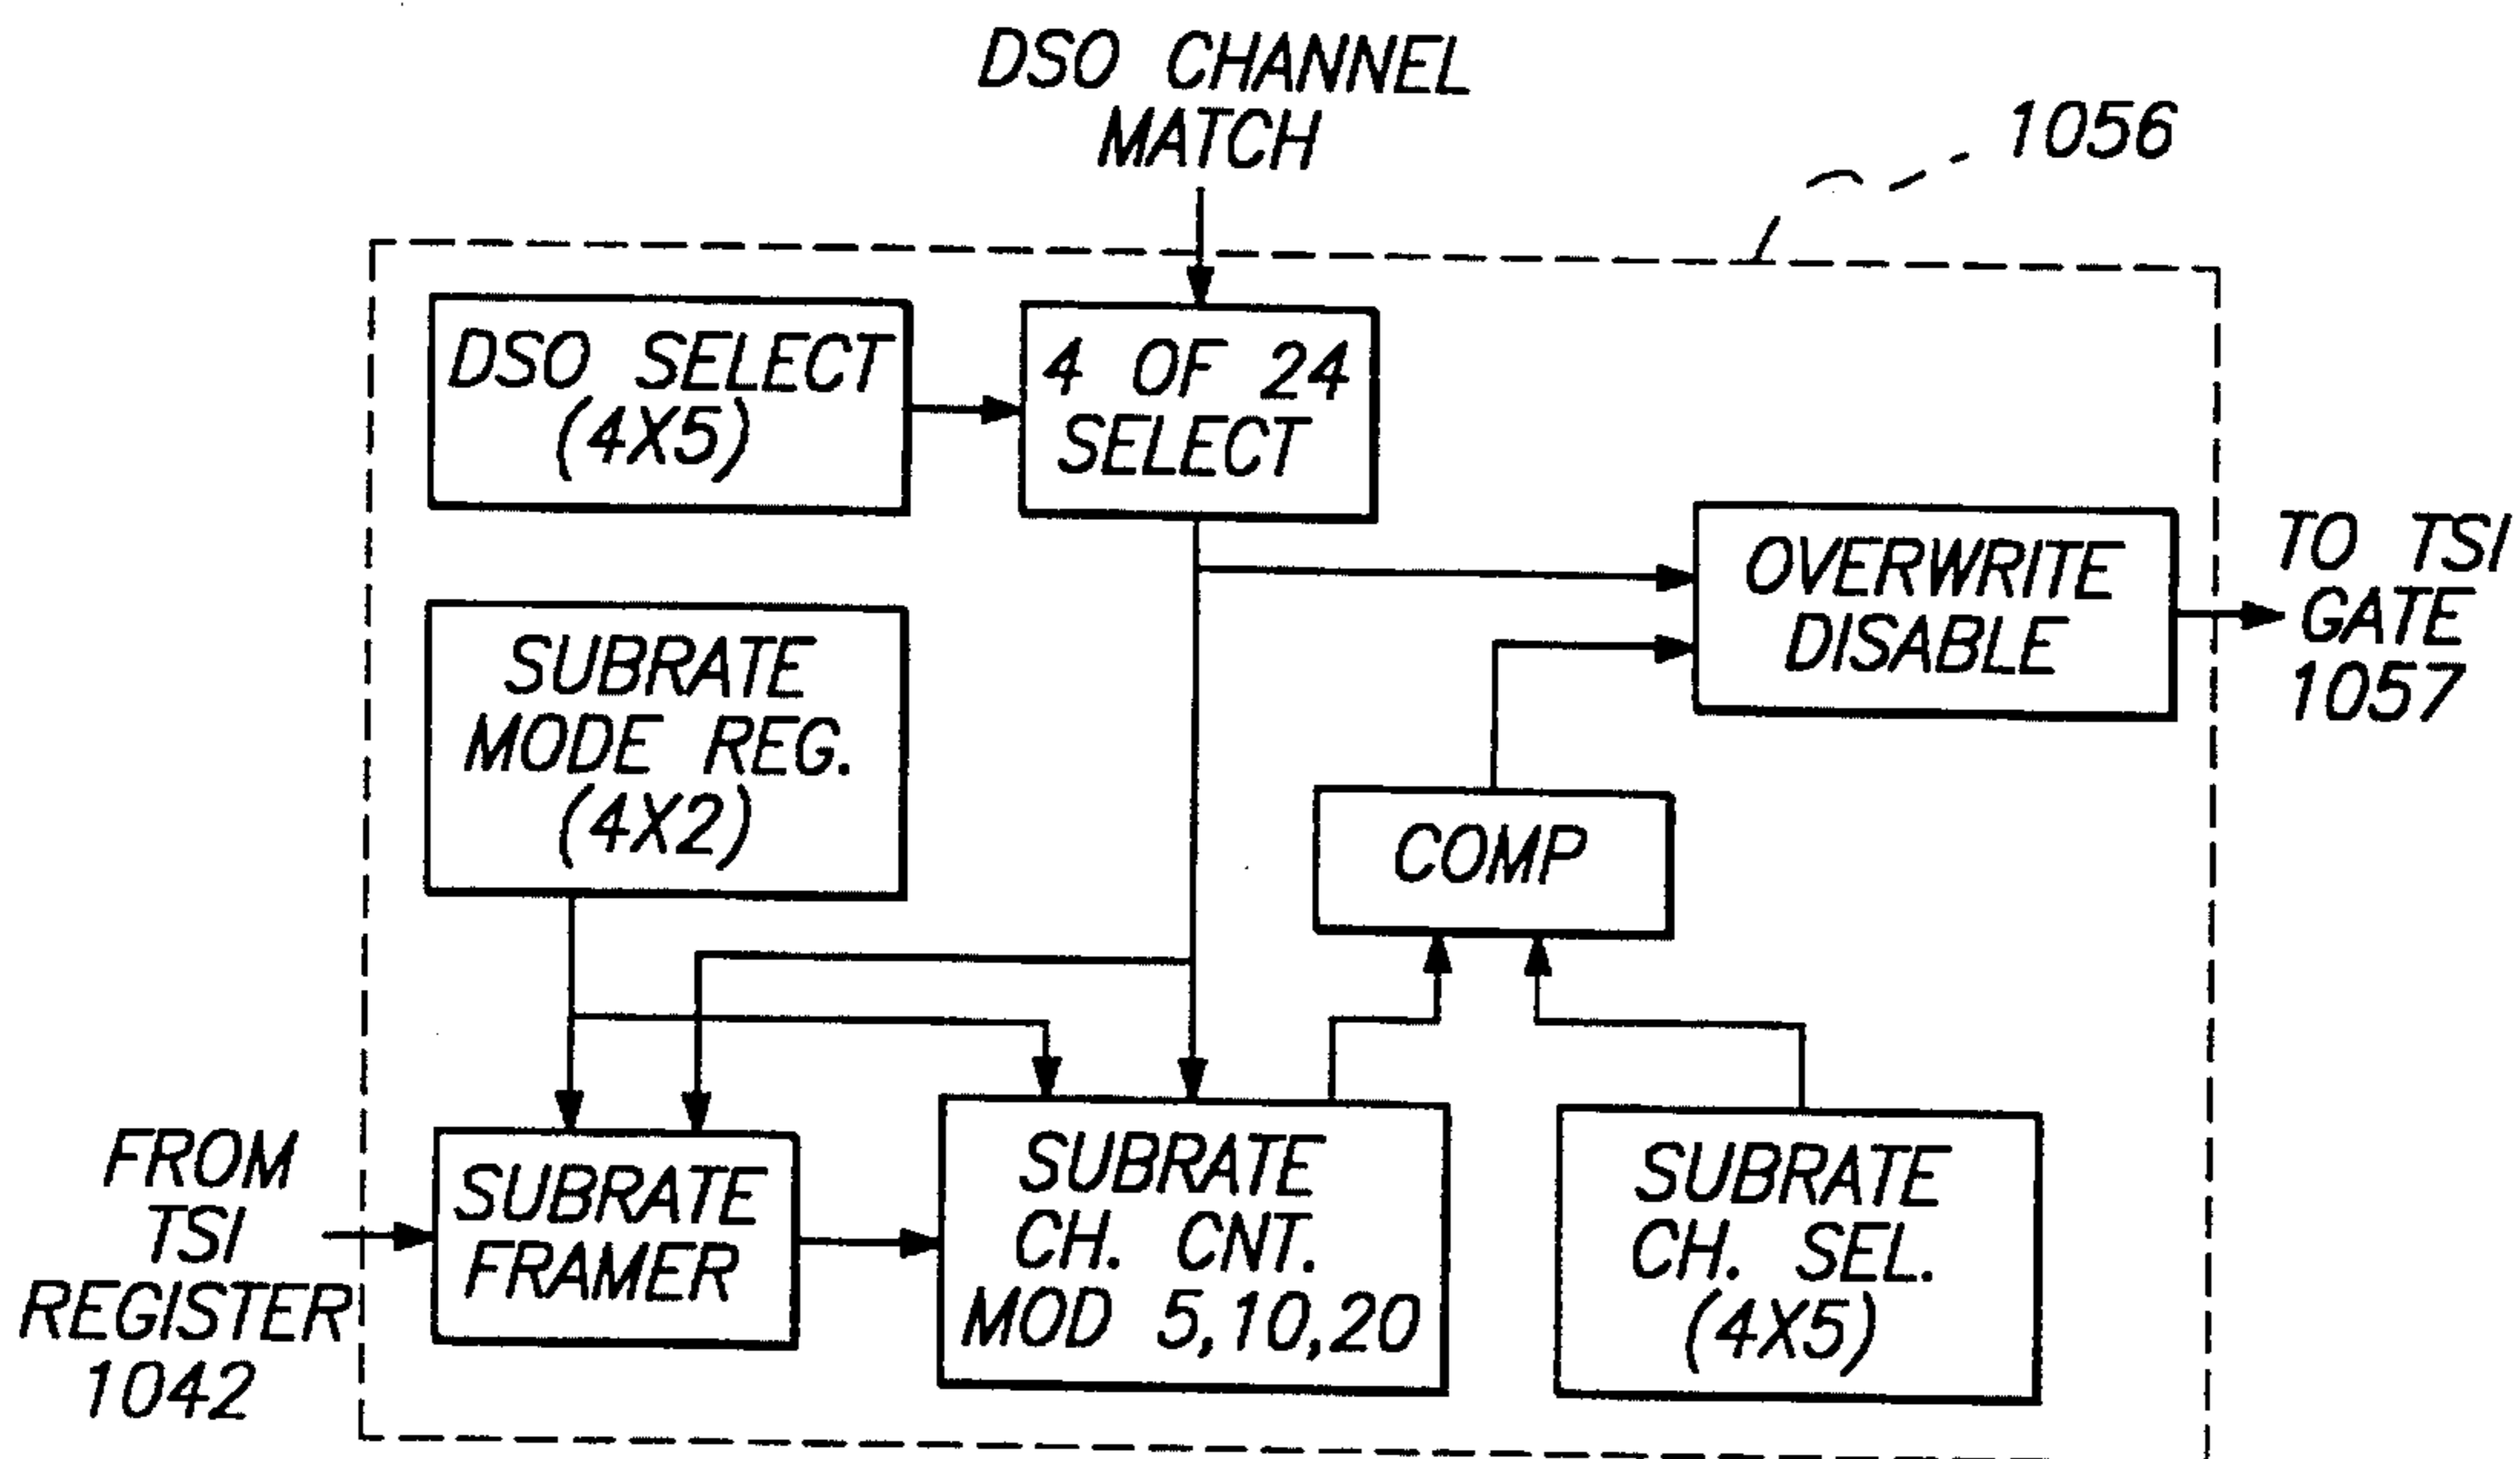 DSO CHANNEL
MATCH
1056
DSO SELECT
(4X5)
4 OF 24
SELECT
OVERWRITE
DISABLE
TO TSI
GATE
1057
SUBRATE
MODE REG.
(4X2)
COMP
FROM
TSI
REGISTER
1042
SUBRATE
FRAMER
SUBRATE
CH. CNT.
MOD 5,10,20
SUBRATE
CH. SEL.
(4X5)